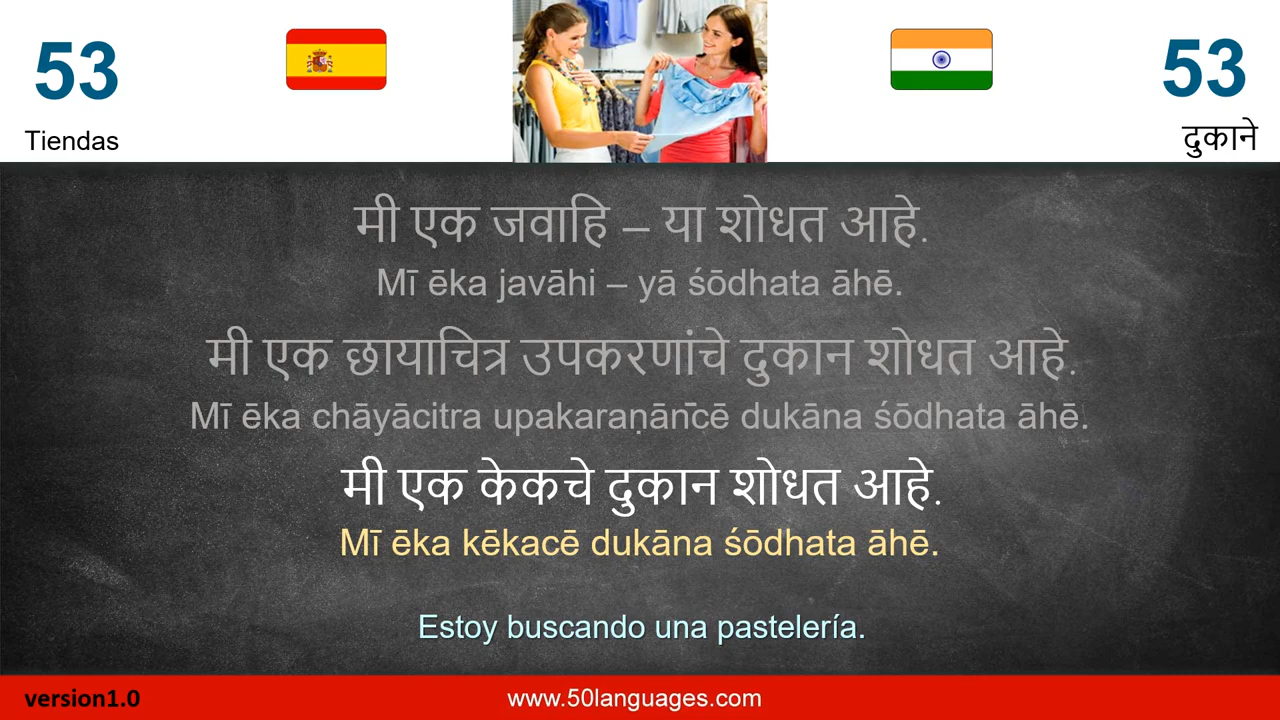 53
53
Tiendas
दुकाने
मी एक जवाहि – या शोधत आहे.
Mī ēka javāhi – yā śōdhata āhē.
मी एक छायाचित्र उपकरणांचे दुकान शोधत आहे.
Mī ēka chāyācitra upakaraṇān̄cē dukāna śōdhata āhē.
मी एक केकचे दुकान शोधत आहे.
Mī ēka kēkacē dukāna śōdhata āhē.
Estoy buscando una pastelería.
version1.0
www.50languages.com